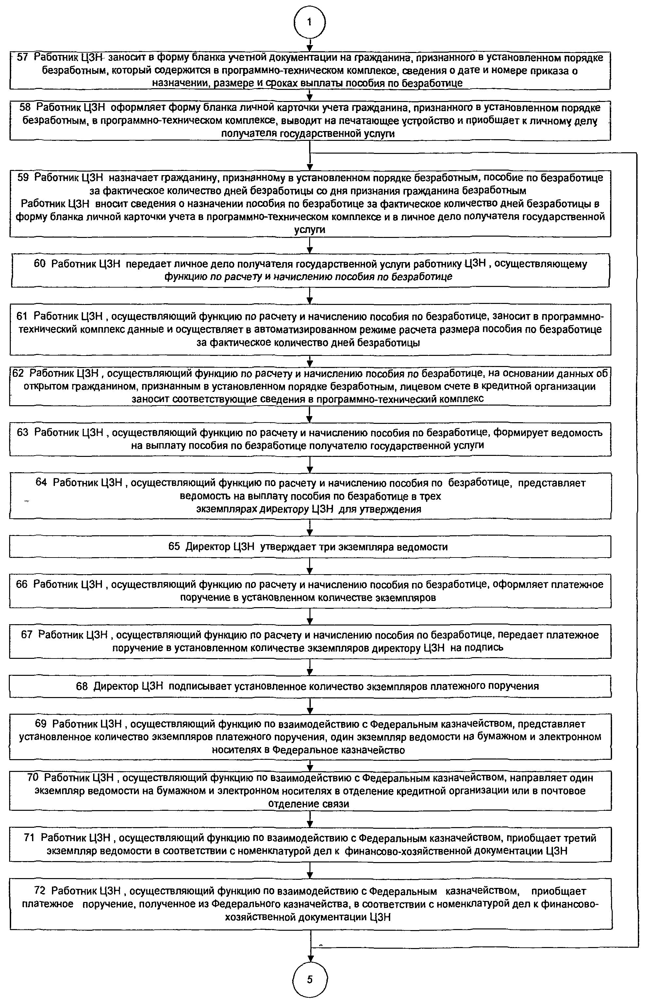 1
57 Работник ЦЗН заносит в форму бланка учетной документации на гражданина, признанного в установленном порядке
безработным, который содержится в программно-техническом комплексе, сведения о дате и номере приказа о
назначении, размере и сроках выплаты пособия по безработице
58 Работник ЦЗН оформляет форму бланка личной карточки учета гражданина, признанного в установленном порядке
безработным, в программно-техническом комплексе, выводит на печатающее устройство и приобщает к личному делу
получателя государственной услуги
59 Работник ЦЗН назначает гражданину, признанному в установленном порядке безработным, пособие по безработице
за фактическое количество дней безработицы со дня признания гражданина безработным
Работник ЦЗН вносит сведения о назначении пособия по безработице за фактическое количество дней безработицы в
форму бланка личной карточки учета в программно-техническом комплексе и в личное дело получателя государственной
услуги
60 Работник ЦЗН передает личное дело получателя государственной услуги работнику ЦЗН , осуществляющему
функцию по расчету и начислению пособия по безработице
61 Работник ЦЗН , осуществляющий функцию по расчету и начислению пособия по безработице, заносит в программно-
технический комплекс данные и осуществляет в автоматизированном режиме расчета размера пособия по безработице
за фактическое количество дней безработицы
62 Работник ЦЗН , осуществляющий функцию по расчету и начислению пособия по безработице, на основании данных об
открытом гражданином, признанным в установленном порядке безработным, лицевом счете в кредитной организации
заносит соответствующие сведения в программно-технический комплекс
63 Работник ЦЗН , осуществляющий функцию по расчету и начислению пособия по безработице, формирует ведомость
на выплату пособия по безработице получателю государственной услуги
64 Работник ЦЗН , осуществляющий функцию по расчету и начислению пособия по безработице, представляет
ведомость на выплату пособия по безработице в трех
экземплярах директору ЦЗН для утверждения
65 Директор ЦЗН утверждает три экземпляра ведомости
66 Работник ЦЗН , осуществляющий функцию по расчету и начислению пособия по безработице, оформляет платежное
поручение в установленном количестве экземпляров
67 Работник ЦЗН , осуществляющий функцию по расчету и начислению пособия по безработице, передает платежное
поручение в установленном количестве экземпляров директору ЦЗН на подпись
68 Директор ЦЗН подписывает установленное количество экземпляров платежного поручения
69 Работник ЦЗН , осуществляющий функцию по взаимодействию с Федеральным казначейством, представляет
установленное количество экземпляров платежного поручения, один экземпляр ведомости на бумажном и электронном
носителях в Федеральное казначейство
70 Работник ЦЗН , осуществляющий функцию по взаимодействию с Федеральным казначейством, направляет один
экземпляр ведомости на бумажном и электронном носителях в отделение кредитной организации или в почтовое
отделение связи
71 Работник ЦЗН , осуществляющий функцию по взаимодействию с Федеральным казначейством, приобщает третий
экземпляр ведомости в соответствии с номенклатурой дел к финансово-хозяйственной документации ЦЗН
72 Работник ЦЗН , осуществляющий функцию по взаимодействию с Федеральным казначейством, приобщает
платежное поручение, полученное из Федерального казначейства, в соответствии с номенклатурой дел к финансово-
хозяйственной документации ЦЗН
5